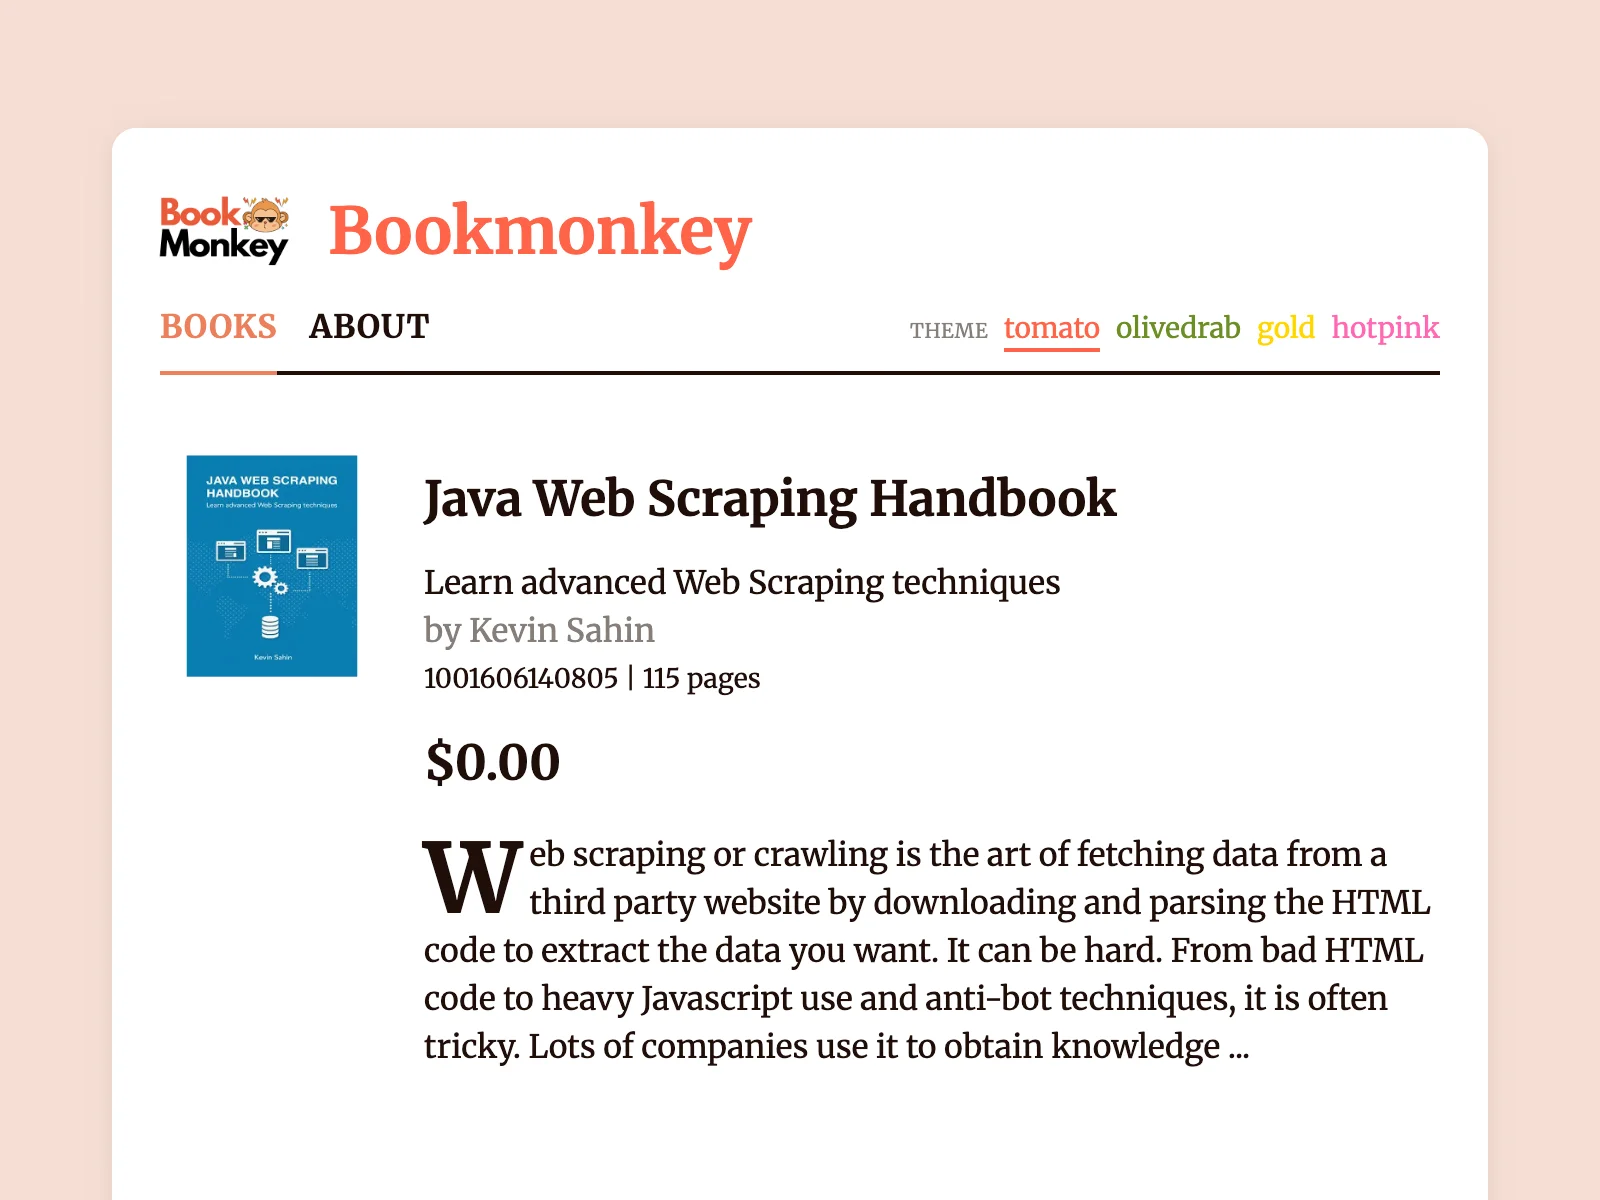 Book
Monkey
Bookmonkey
BOOKS ABOUT
THEME tomato olivedrab gold hotpink
JAVA WEB SCRAPING
HANDBOOK
Learn advanced Web Scraping techniques
Kevin Sahin
Java Web Scraping Handbook
Learn advanced Web Scraping techniques
by Kevin Sahin
1001606140805 | 115 pages
$0.00
Web scraping or crawling is the art of fetching data from a
third party website by downloading and parsing the HTML
code to extract the data you want. It can be hard. From bad HTML
code to heavy Javascript use and anti-bot techniques, it is often
tricky. Lots of companies use it to obtain knowledge ...